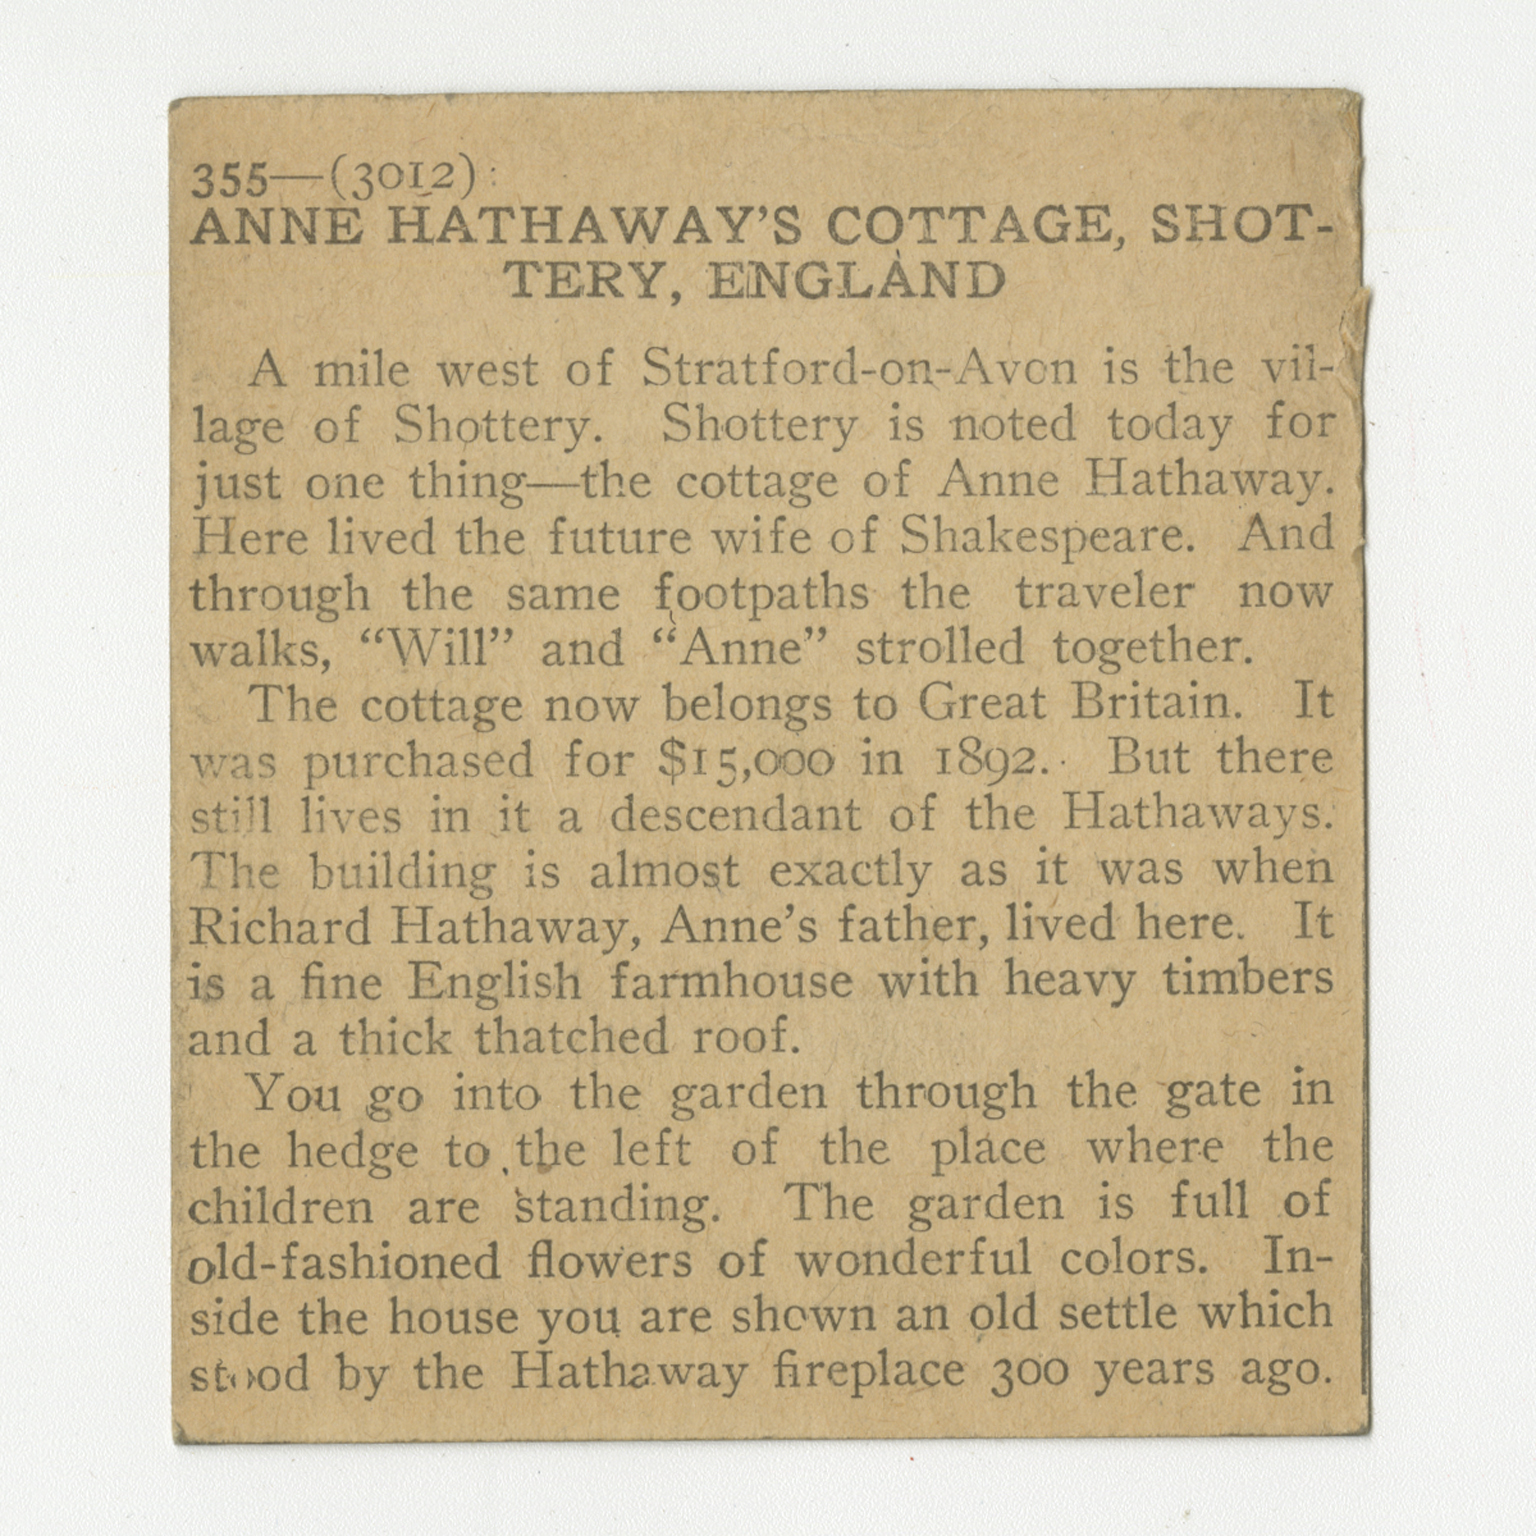 355—(3012)
ANNE HATHAWAY'S COTTAGE, SHOT-
TERY, ENGLAND
A mile west of Stratford-on-Avon is the vil-
lage of Shottery. Shottery is noted today for
just one thing—the cottage of Anne Hathaway.
Here lived the future wife of Shakespeare. And
through the same footpaths the traveler now
walks, “Will” and “Anne” strolled together.
The cottage now belongs to Great Britain. It
was purchased for $15,000 in 1892. But there
still lives in it a descendant of the Hathaways.
The building is almost exactly as it was when
Richard Hathaway, Anne's father, lived here. It
is a fine English farmhouse with heavy timbers
and a thick thatched roof.
You go into the garden through the gate in
the hedge to the left of the place where the
children are standing. The garden is full of
old-fashioned flowers of wonderful colors. In-
side the house you are shown an old settle which
stood by the Hathaway fireplace 300 years ago.